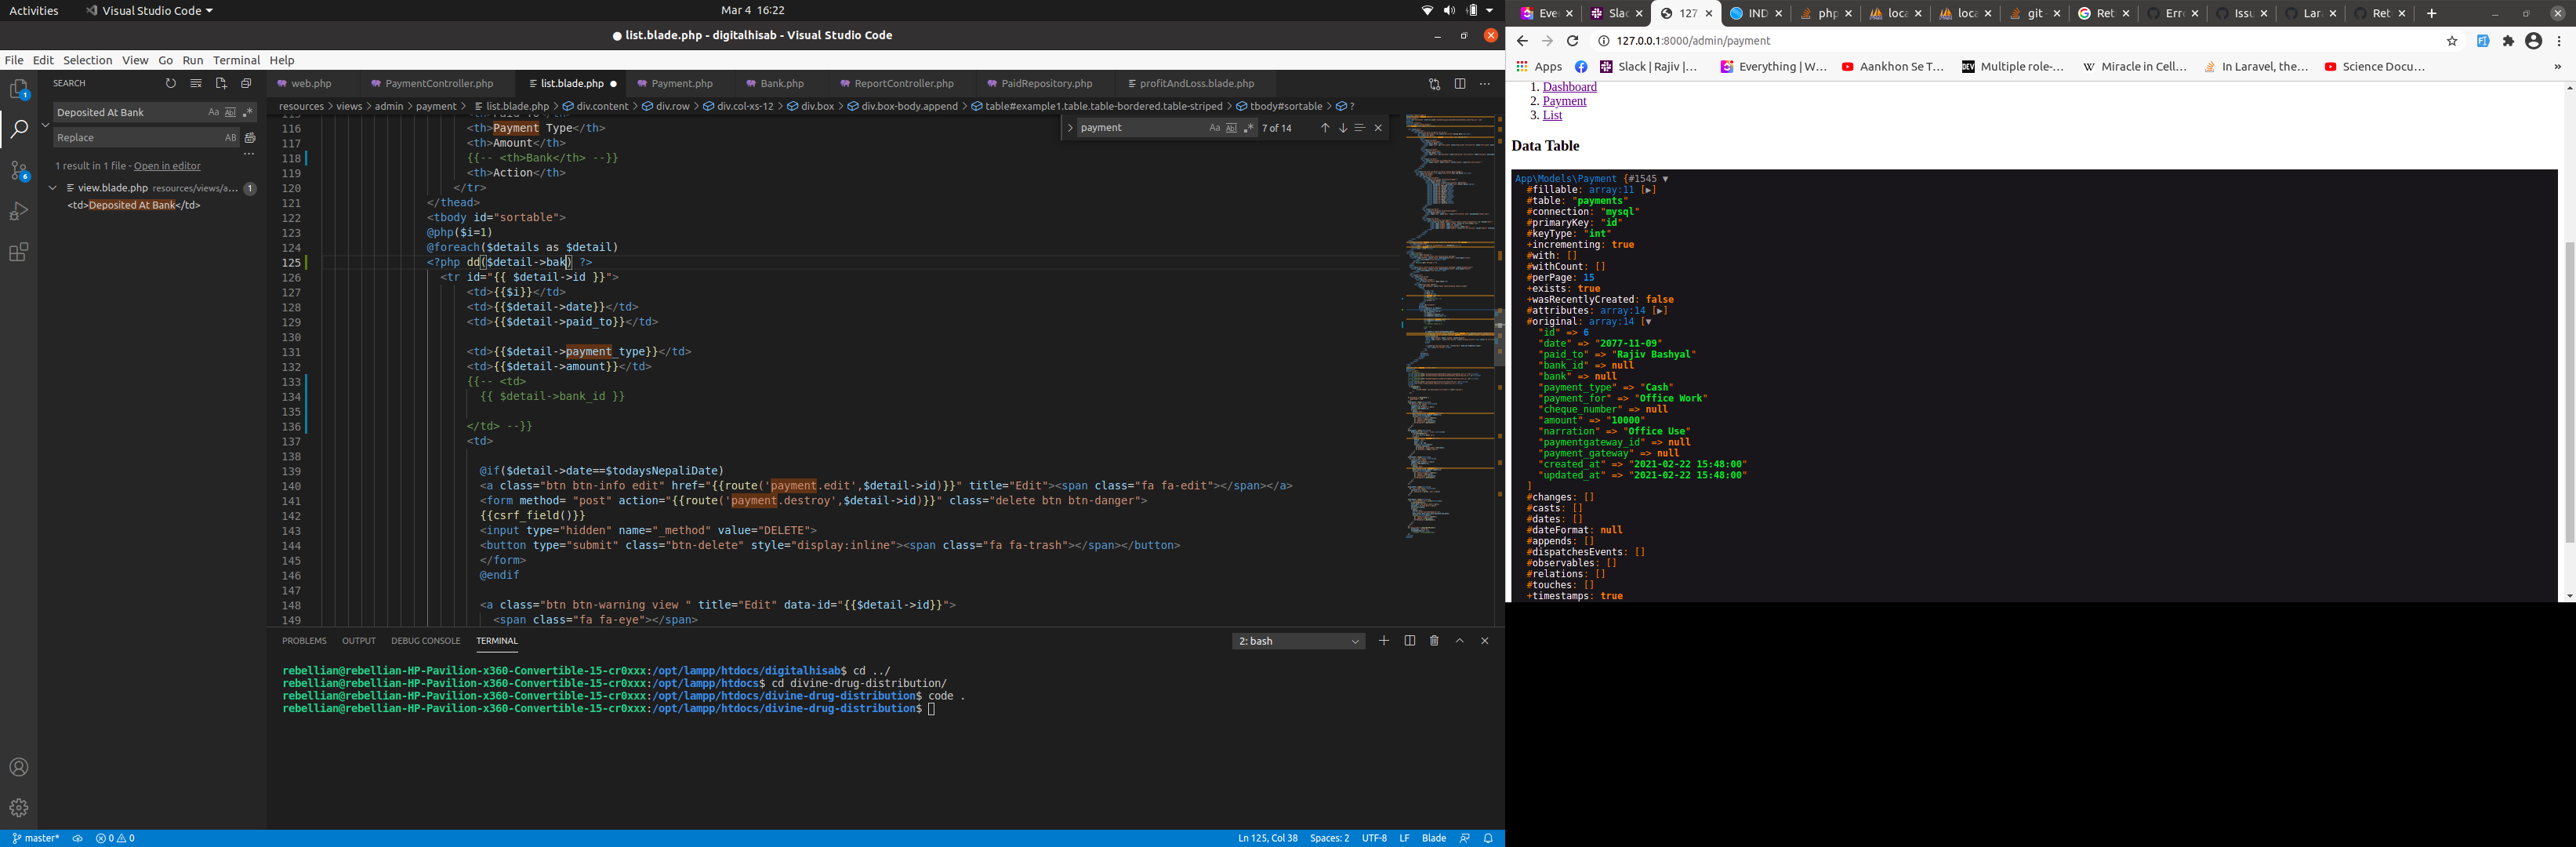 Activities Visual Studio Code Mar 4 16:22
● list.blade.php - digitalhisab - Visual Studio Code
File Edit Selection View Go Run Terminal Help
SEARCH
Deposited At Bank Aa Abl .*
Replace AB
1 result in 1 file - Open in editor
view.blade.php resources/views/a... 1
<td>Deposited At Bank</td>
web.php PaymentController.php list.blade.php ● Payment.php Bank.php ReportController.php PaidRepository.php profitAndLoss.blade.php
resources > views > admin > payment > list.blade.php > div.content > div.row > div.col-xs-12 > div.box > div.box-body.append > table#example1.table.table-bordered.table-striped > tbody#sortable > ?
payment Aa Abl .* 7 of 14
116 <th>Payment Type</th>
117 <th>Amount</th>
118 {{-- <th>Bank</th> --}}
119 <th>Action</th>
120 </tr>
121 </thead>
122 <tbody id="sortable">
123 @php($i=1)
124 @foreach($details as $detail)
125 <?php dd($detail->bak) ?>
126 <tr id="{{ $detail->id }}">
127 <td>{{$i}}</td>
128 <td>{{$detail->date}}</td>
129 <td>{{$detail->paid_to}}</td>
130
131 <td>{{$detail->payment_type}}</td>
132 <td>{{$detail->amount}}</td>
133 {{-- <td>
134 {{ $detail->bank_id }}
135
136 </td> --}}
137 <td>
138
139 @if($detail->date==$todaysNepaliDate)
140 <a class="btn btn-info edit" href="{{route('payment.edit',$detail->id)}}" title="Edit"><span class="fa fa-edit"></span></a>
141 <form method= "post" action="{{route('payment.destroy',$detail->id)}}" class="delete btn btn-danger">
142 {{csrf_field()}}
143 <input type="hidden" name="_method" value="DELETE">
144 <button type="submit" class="btn-delete" style="display:inline"><span class="fa fa-trash"></span></button>
145 </form>
146 @endif
147
148 <a class="btn btn-warning view " title="Edit" data-id="{{$detail->id}}">
149 <span class="fa fa-eye"></span>
PROBLEMS OUTPUT DEBUG CONSOLE TERMINAL 2: bash
rebellian@rebellian-HP-Pavilion-x360-Convertible-15-cr0xxx:/opt/lampp/htdocs/digitalhisab$ cd ../
rebellian@rebellian-HP-Pavilion-x360-Convertible-15-cr0xxx:/opt/lampp/htdocs$ cd divine-drug-distribution/
rebellian@rebellian-HP-Pavilion-x360-Convertible-15-cr0xxx:/opt/lampp/htdocs/divine-drug-distribution$ code .
rebellian@rebellian-HP-Pavilion-x360-Convertible-15-cr0xxx:/opt/lampp/htdocs/divine-drug-distribution$
master* 0 0 Ln 125, Col 38 Spaces: 2 UTF-8 LF Blade
Eve Slac 127 IND php loca loca git Ret Erro Issu Lar Ret
127.0.0.1:8000/admin/payment
Apps Slack | Rajiv |... Everything | W... Aankhon Se T... Multiple role-... Miracle in Cell... In Laravel, the... Science Docu... »
1. Dashboard
2. Payment
3. List
Data Table
App\Models\Payment {#1545 ▼
#fillable: array:11 [▶]
#table: "payments"
#connection: "mysql"
#primaryKey: "id"
#keyType: "int"
+incrementing: true
#with: []
#withCount: []
#perPage: 15
+exists: true
+wasRecentlyCreated: false
#attributes: array:14 [▶]
#original: array:14 [▼
"id" => 6
"date" => "2077-11-09"
"paid_to" => "Rajiv Bashyal"
"bank_id" => null
"bank" => null
"payment_type" => "Cash"
"payment_for" => "Office Work"
"cheque_number" => null
"amount" => "10000"
"narration" => "Office Use"
"paymentgateway_id" => null
"payment_gateway" => null
"created_at" => "2021-02-22 15:48:00"
"updated_at" => "2021-02-22 15:48:00"
]
#changes: []
#casts: []
#dates: []
#dateFormat: null
#appends: []
#dispatchesEvents: []
#observables: []
#relations: []
#touches: []
+timestamps: true